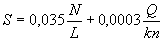 S = 0,035 N/L + 0,0003 Q/kn